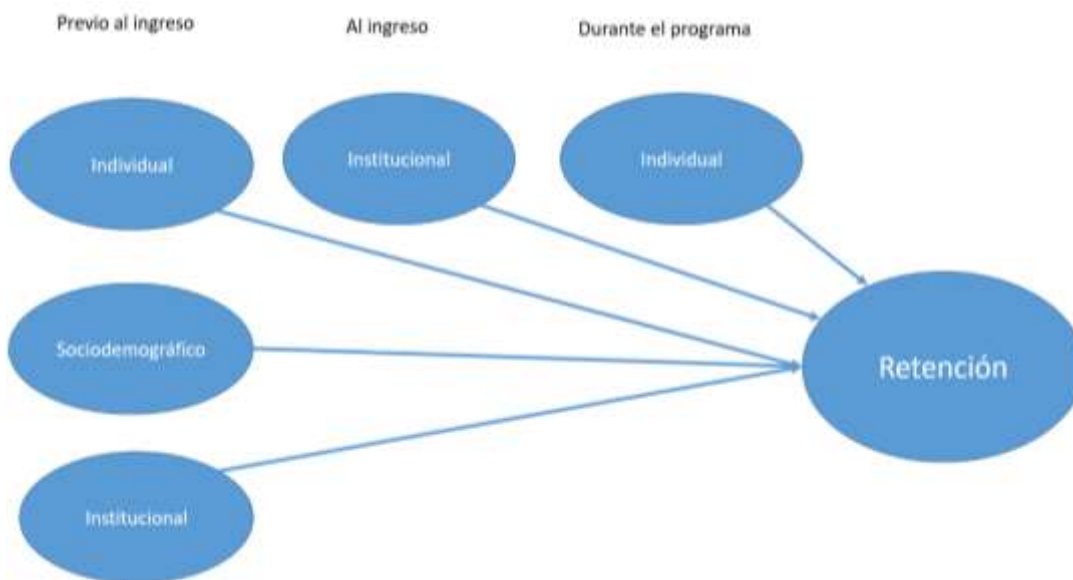 Previo al ingreso
Al ingreso
Durante el programa
Individual
Institucional
Individual
Sociodemográfico
Retención
Institucional